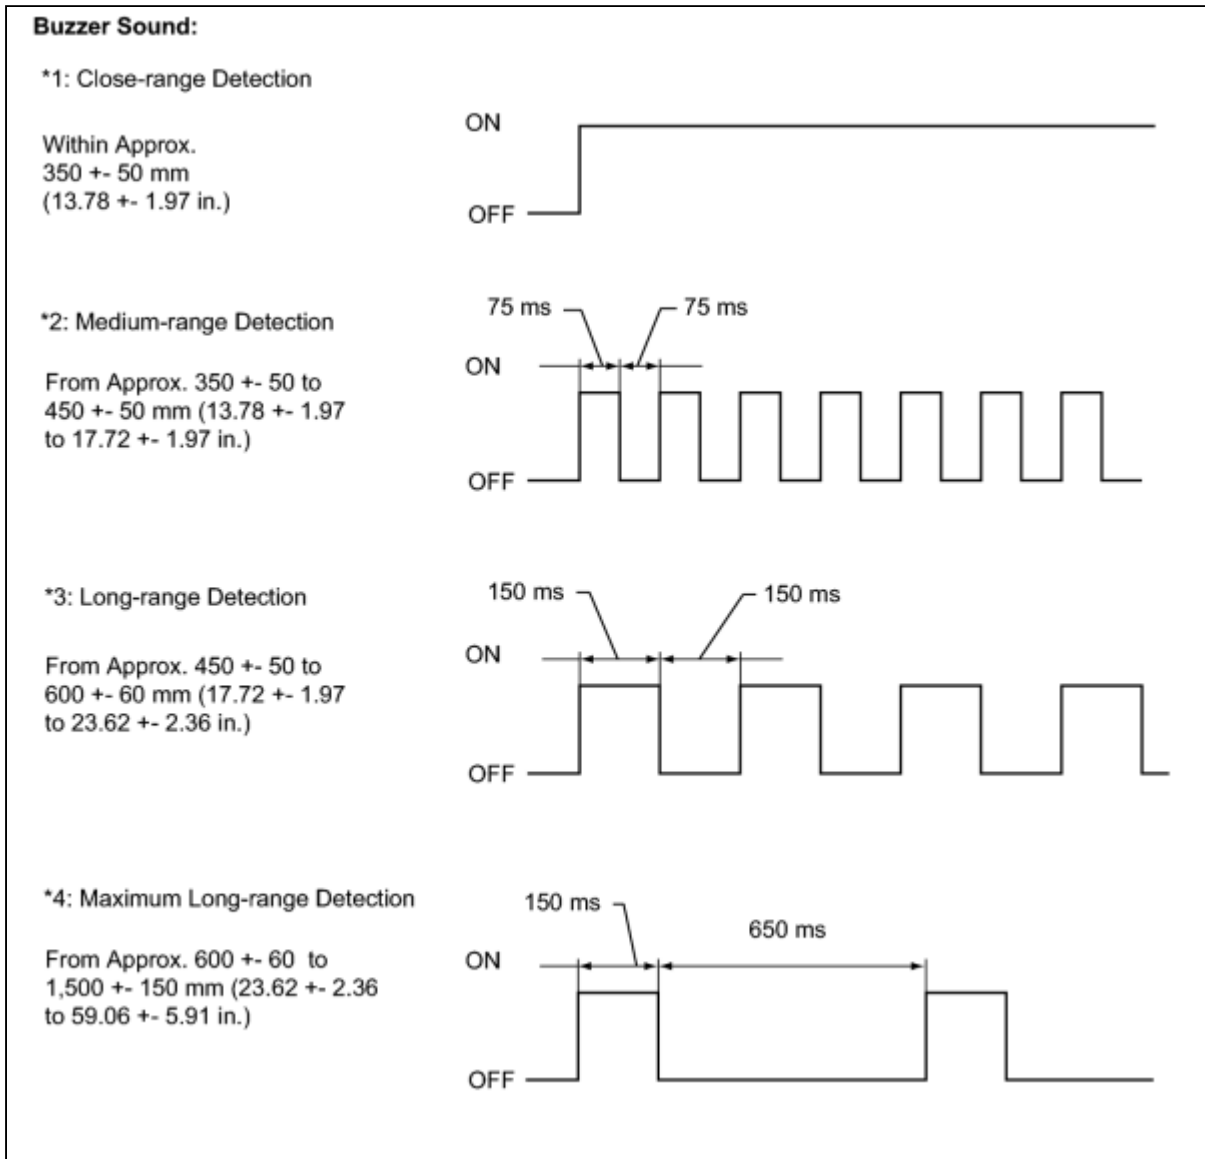 Buzzer Sound:
*1: Close-range Detection
Within Approx.
350 +- 50 mm
(13.78 +- 1.97 in.)
ON
OFF
*2: Medium-range Detection
From Approx. 350 +- 50 to
450 +- 50 mm (13.78 +- 1.97
to 17.72 +- 1.97 in.)
75 ms
75 ms
ON
OFF
*3: Long-range Detection
From Approx. 450 +- 50 to
600 +- 60 mm (17.72 +- 1.97
to 23.62 +- 2.36 in.)
150 ms
150 ms
ON
OFF
*4: Maximum Long-range Detection
From Approx. 600 +- 60 to
1,500 +- 150 mm (23.62 +- 2.36
to 59.06 +- 5.91 in.)
150 ms
650 ms
ON
OFF